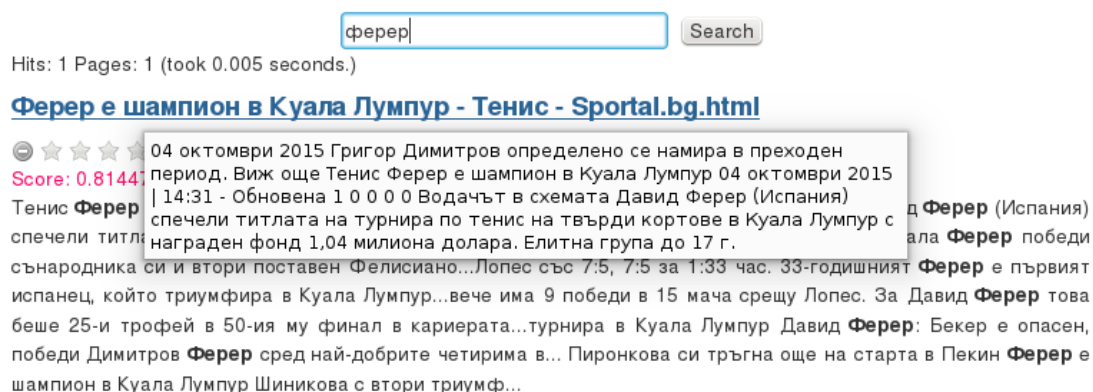 ферер
Search
Hits: 1 Pages: 1 (took 0.005 seconds.)
Ферер е шампион в Куала Лумпур - Тенис - Sportal.bg.html
04 октомври 2015 Григор Димитров определено се намира в преходен
период. Виж още Тенис Ферер е шампион в Куала Лумпур 04 октомври 2015
| 14:31 - Обновена 1 0 0 0 0 Водачът в схемата Давид Ферер (Испания)
спечели титлата на турнира по тенис на твърди кортове в Куала Лумпур с
награден фонд 1,04 милиона долара. Елитна група до 17 г.
Score: 0.81447
Тенис Ферер Ферер (Испания)
спечели Ферер победи
сънародника си и втори поставен Фелисиано...Лопес със 7:5, 7:5 за 1:33 час. 33-годишният Ферер е първият
испанец, който триумфира в Куала Лумпур...вече има 9 победи в 15 мача срещу Лопес. За Давид Ферер това
беше 25-и трофей в 50-ия му финал в кариерата...турнира в Куала Лумпур Давид Ферер: Бекер е опасен,
победи Димитров Ферер сред най-добрите четирима в... Пиронкова си тръгна още на старта в Пекин Ферер е
шампион в Куала Лумпур Шиникова с втори триумф...